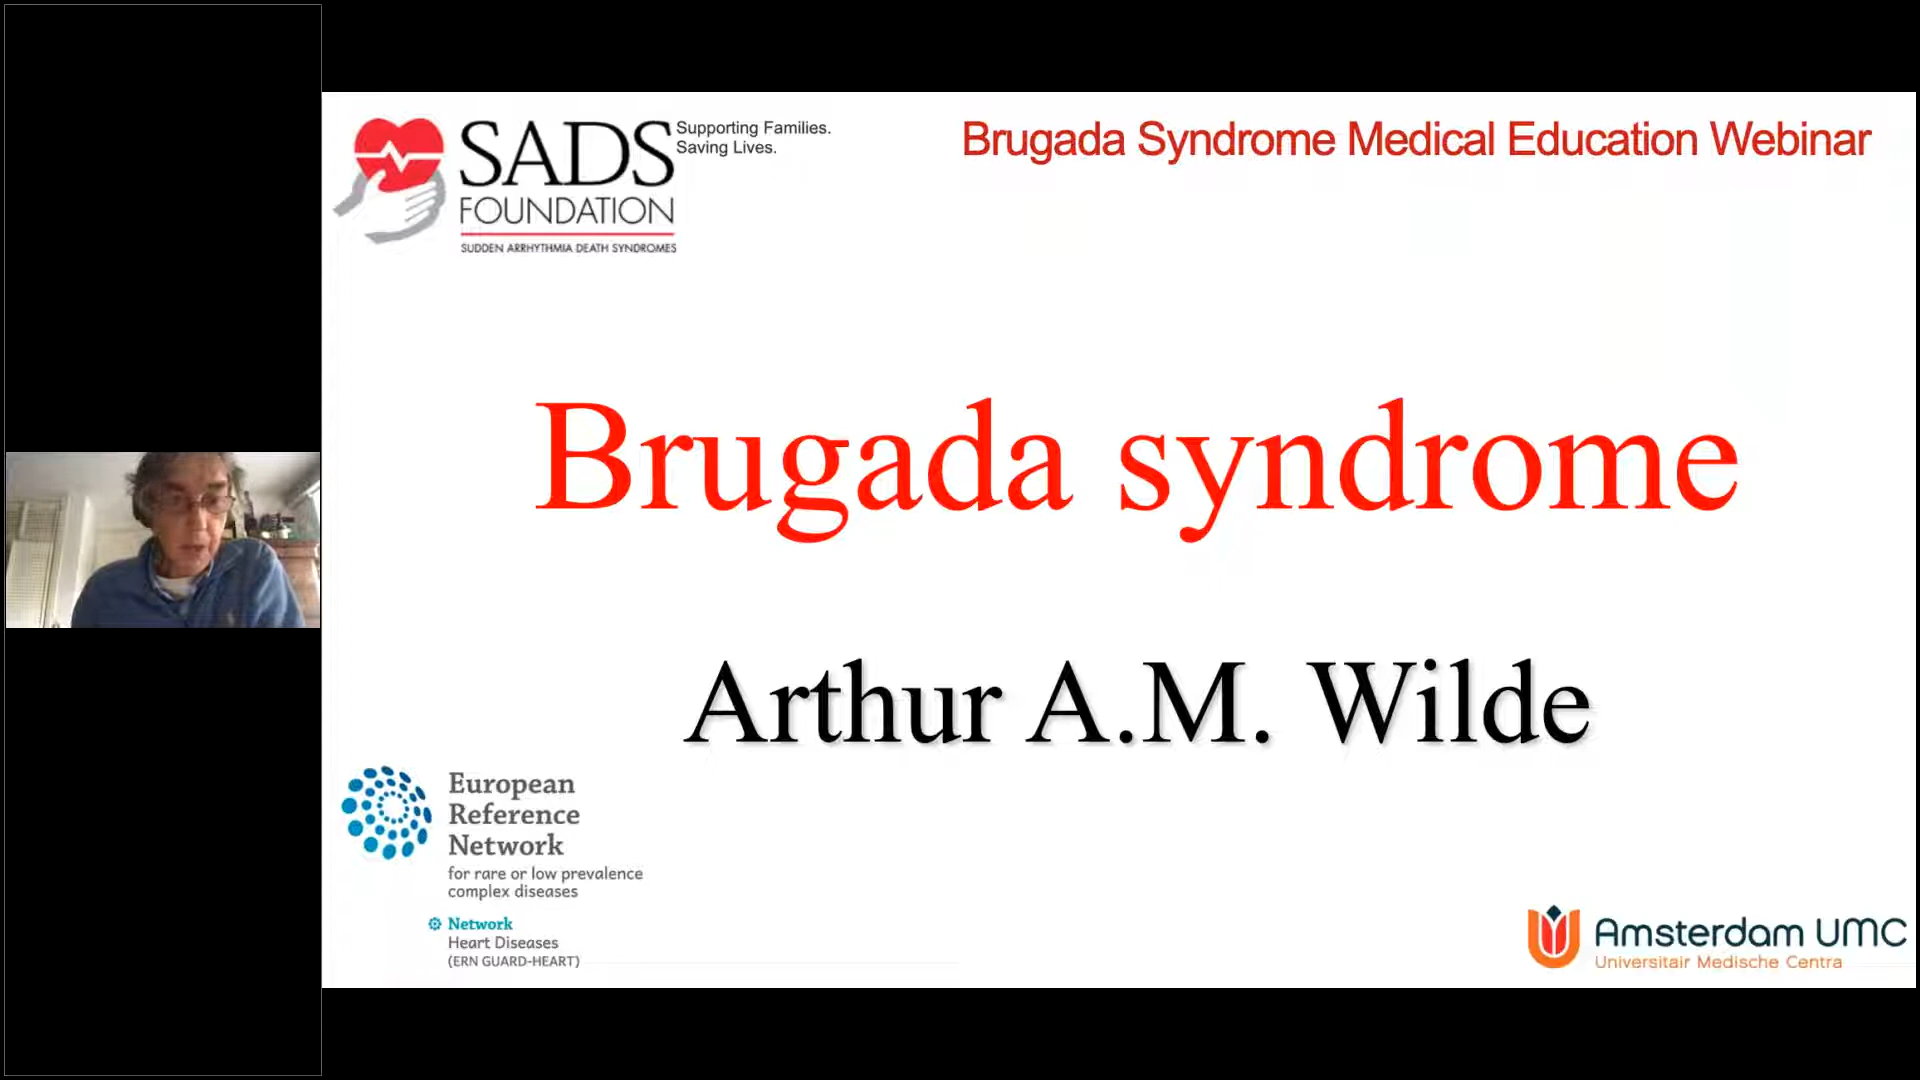 SADS
FOUNDATION
SUDDEN ARRHYTHMIA DEATH SYNDROMES
Supporting Families.
Saving Lives.
Brugada Syndrome Medical Education Webinar
Brugada syndrome
Arthur A.M. Wilde
European
Reference
Network
for rare or low prevalence
complex diseases
Network
Heart Diseases
(ERN GUARD-HEART)
Amsterdam UMC
Universitair Medische Centra